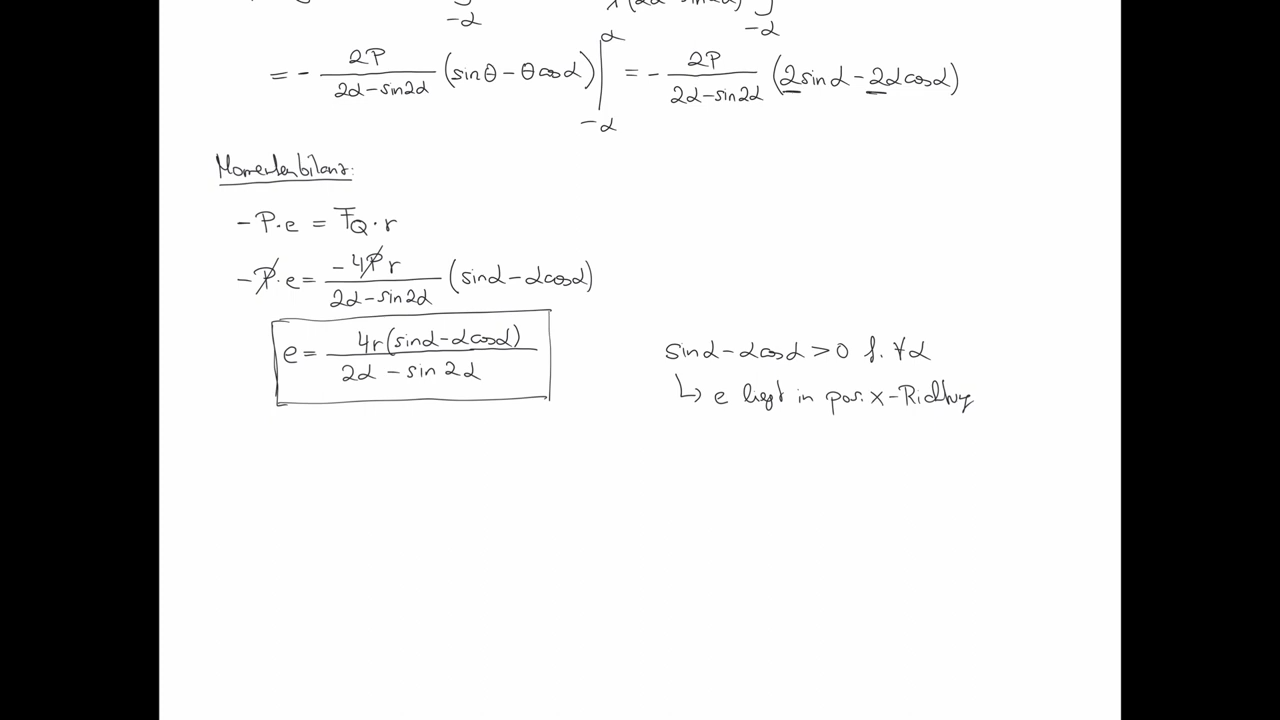 -α -α
= - 2P / (2α-sin2α) (sinθ - θcosα) |_{-α}^{α} = - 2P / (2α-sin2α) (2sinα - 2αcosα)
Momentenbilanz:
-P·e = F_Q·r
-P·e = -4Pr / (2α-sin2α) (sinα - αcosα)
e = 4r(sinα-αcosα) / (2α - sin2α)
sinα - αcosα > 0 f. ∀α
↳ e liegt in pos. x-Richtung